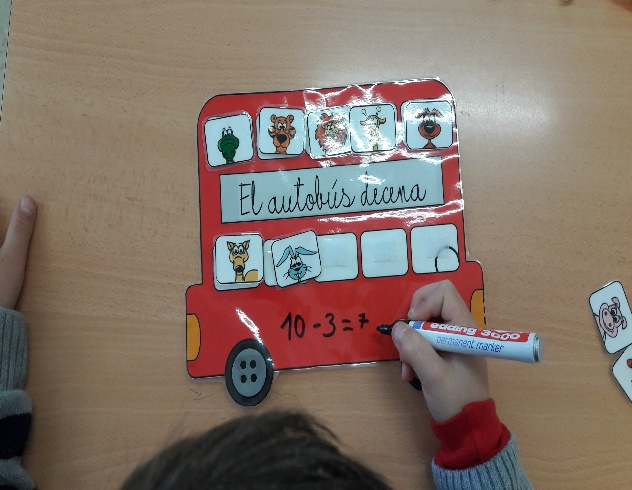 El autobús decena
10 - 3 = 7
edding 3000
permanent marker